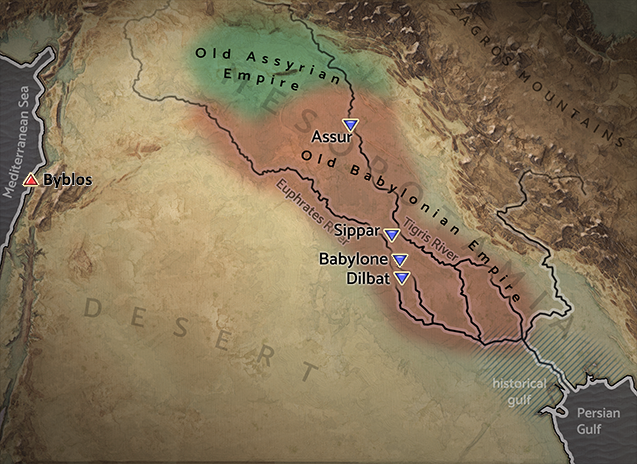 ZAGROS MOUNTAINS
Old Assyrian
Empire
MESOPOTAMIA
Mediterranean Sea
Assur
Byblos
Old Babylonian Empire
Euphrates River
Tigris River
Sippar
Babylone
Dilbat
DESERT
historical
gulf
Persian
Gulf